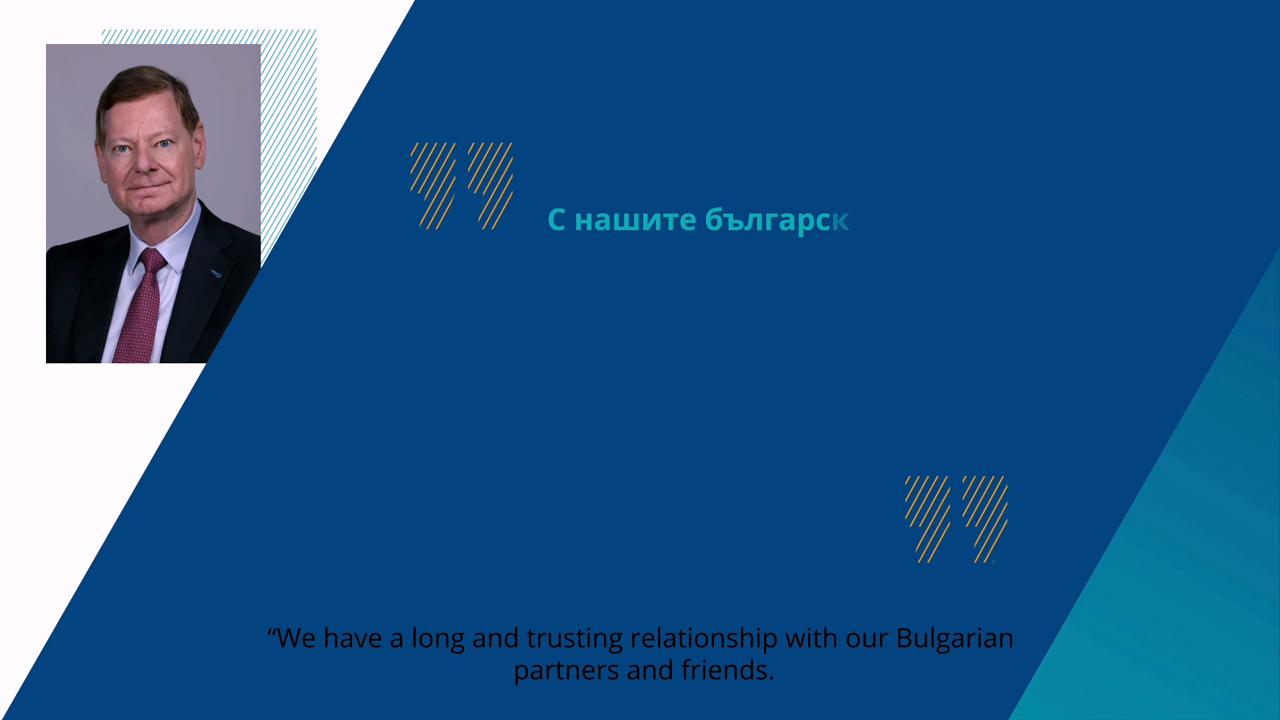 С нашите българск
“We have a long and trusting relationship with our Bulgarian
partners and friends.